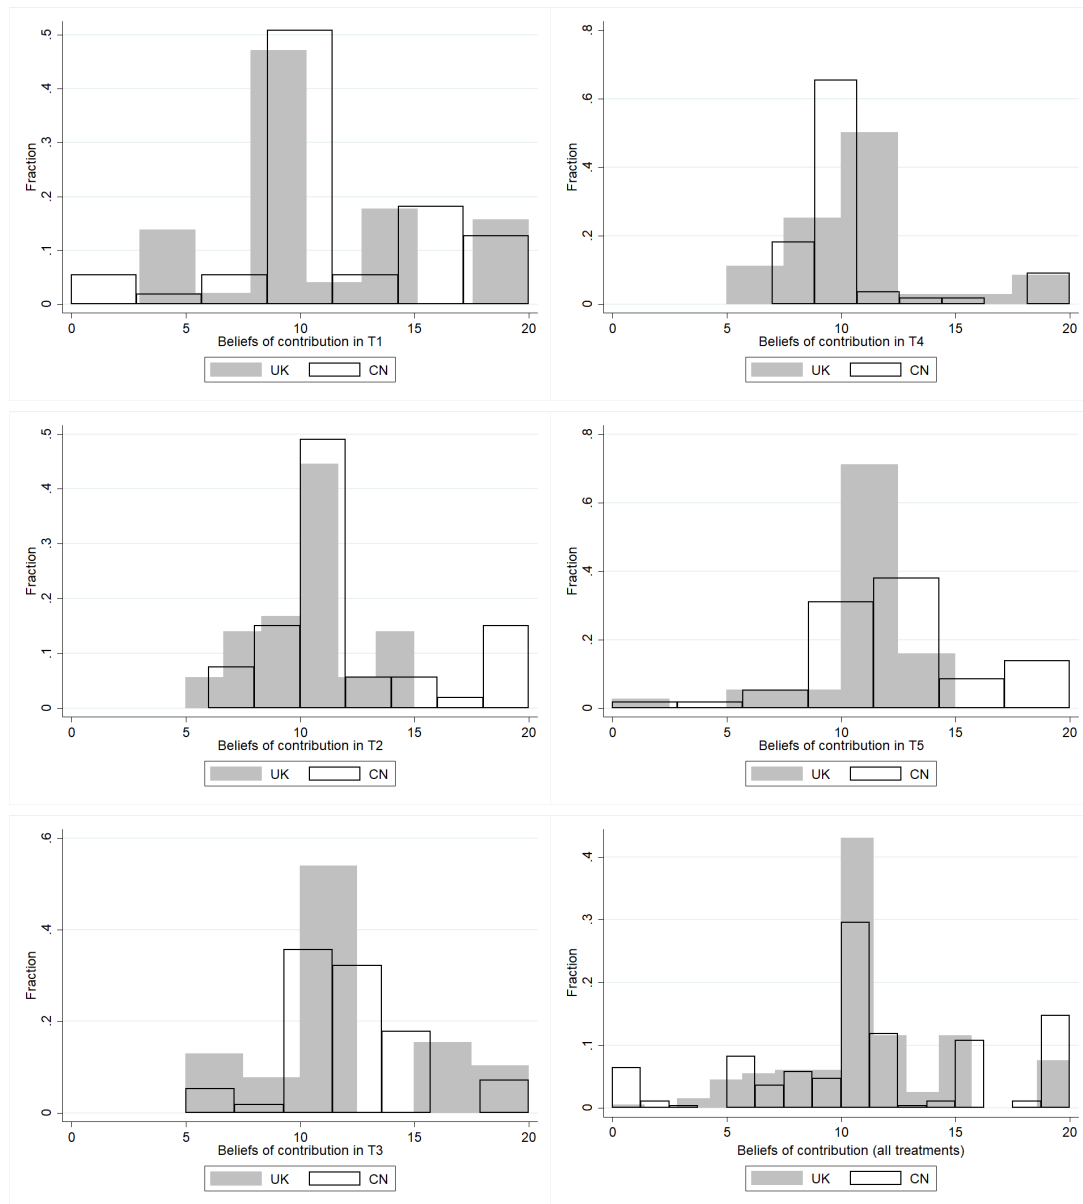 Fraction
.5
.4
.3
.2
.1
0
0 5 10 15 20
Beliefs of contribution in T1
UK CN
Fraction
.8
.6
.4
.2
0
0 5 10 15 20
Beliefs of contribution in T4
UK CN
Fraction
.5
.4
.3
.2
.1
0
0 5 10 15 20
Beliefs of contribution in T2
UK CN
Fraction
.8
.6
.4
.2
0
0 5 10 15 20
Beliefs of contribution in T5
UK CN
Fraction
.6
.4
.2
0
0 5 10 15 20
Beliefs of contribution in T3
UK CN
Fraction
.4
.3
.2
.1
0
0 5 10 15 20
Beliefs of contribution (all treatments)
UK CN